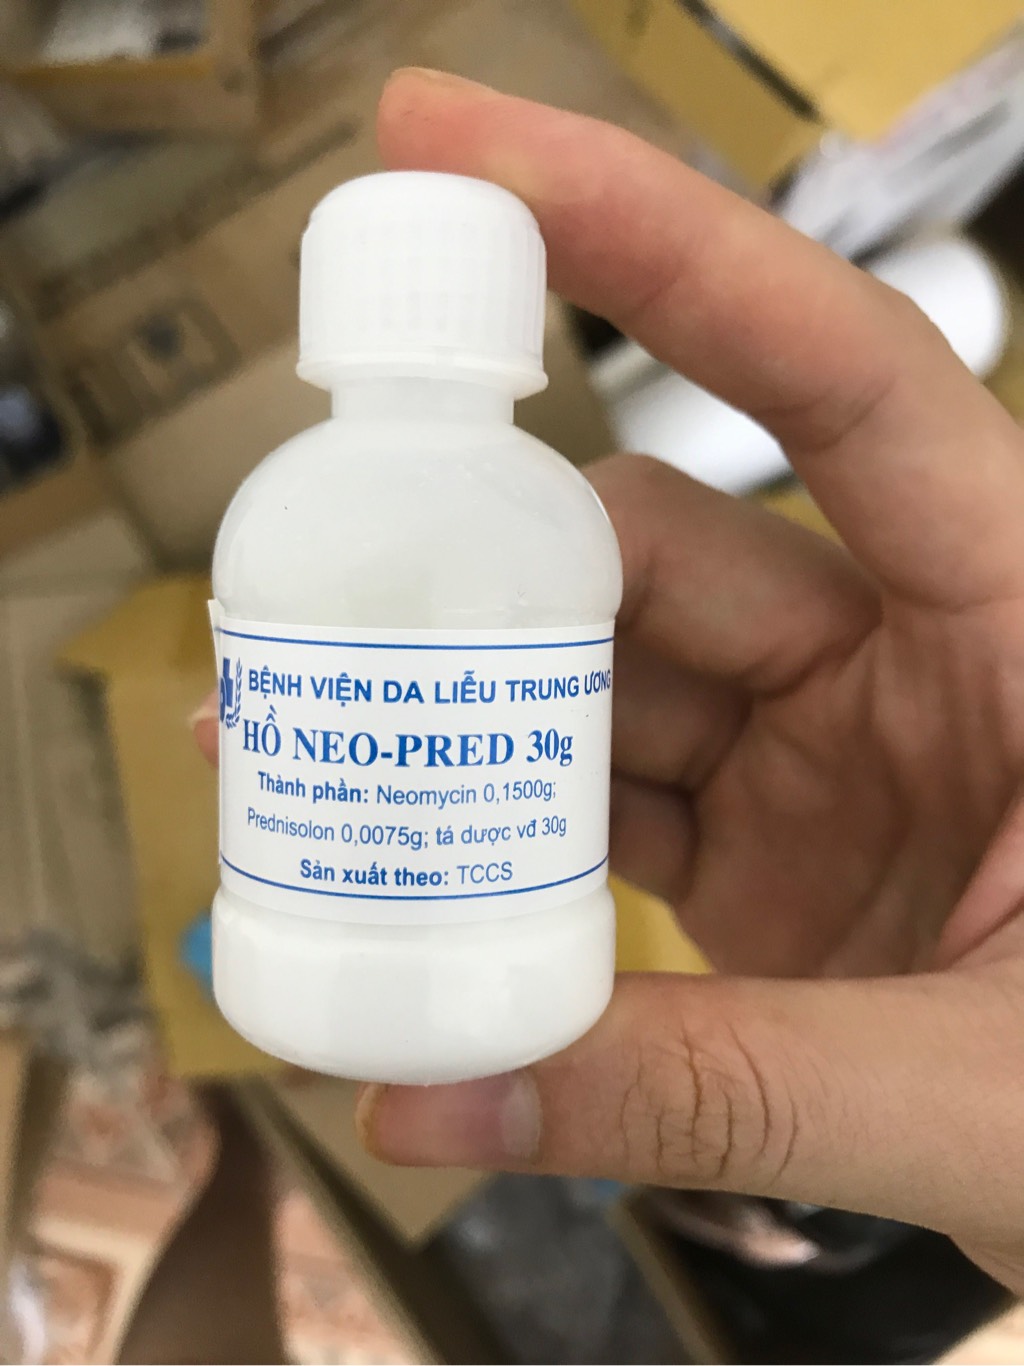 BỆNH VIỆN DA LIỄU TRUNG ƯƠNG
HỒ NEO-PRED 30g
Thành phần: Neomycin 0,1500g;
Prednisolon 0,0075g; tá dược vđ 30g
Sản xuất theo: TCCS